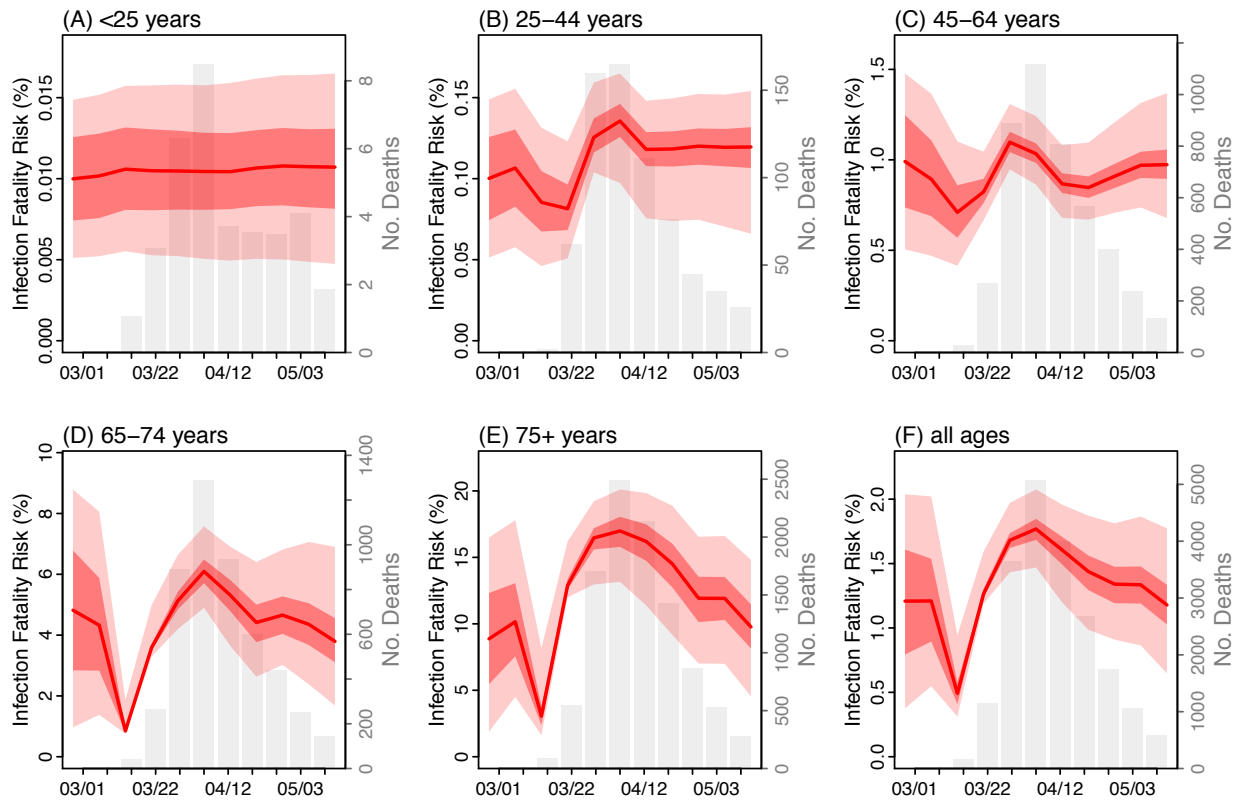 (A) <25 years
Infection Fatality Risk (%)
0.000 0.005 0.010 0.015
0 2 4 6 8
No. Deaths
03/01 03/22 04/12 05/03
(B) 25−44 years
Infection Fatality Risk (%)
0.00 0.05 0.10 0.15
0 50 100 150
No. Deaths
03/01 03/22 04/12 05/03
(C) 45−64 years
Infection Fatality Risk (%)
0.0 0.5 1.0 1.5
0 200 400 600 800 1000
No. Deaths
03/01 03/22 04/12 05/03
(D) 65−74 years
Infection Fatality Risk (%)
0 2 4 6 8 10
0 200 600 1000 1400
No. Deaths
03/01 03/22 04/12 05/03
(E) 75+ years
Infection Fatality Risk (%)
0 5 10 15 20
0 500 1000 1500 2000 2500
No. Deaths
03/01 03/22 04/12 05/03
(F) all ages
Infection Fatality Risk (%)
0.0 0.5 1.0 1.5 2.0
0 1000 2000 3000 4000 5000
No. Deaths
03/01 03/22 04/12 05/03